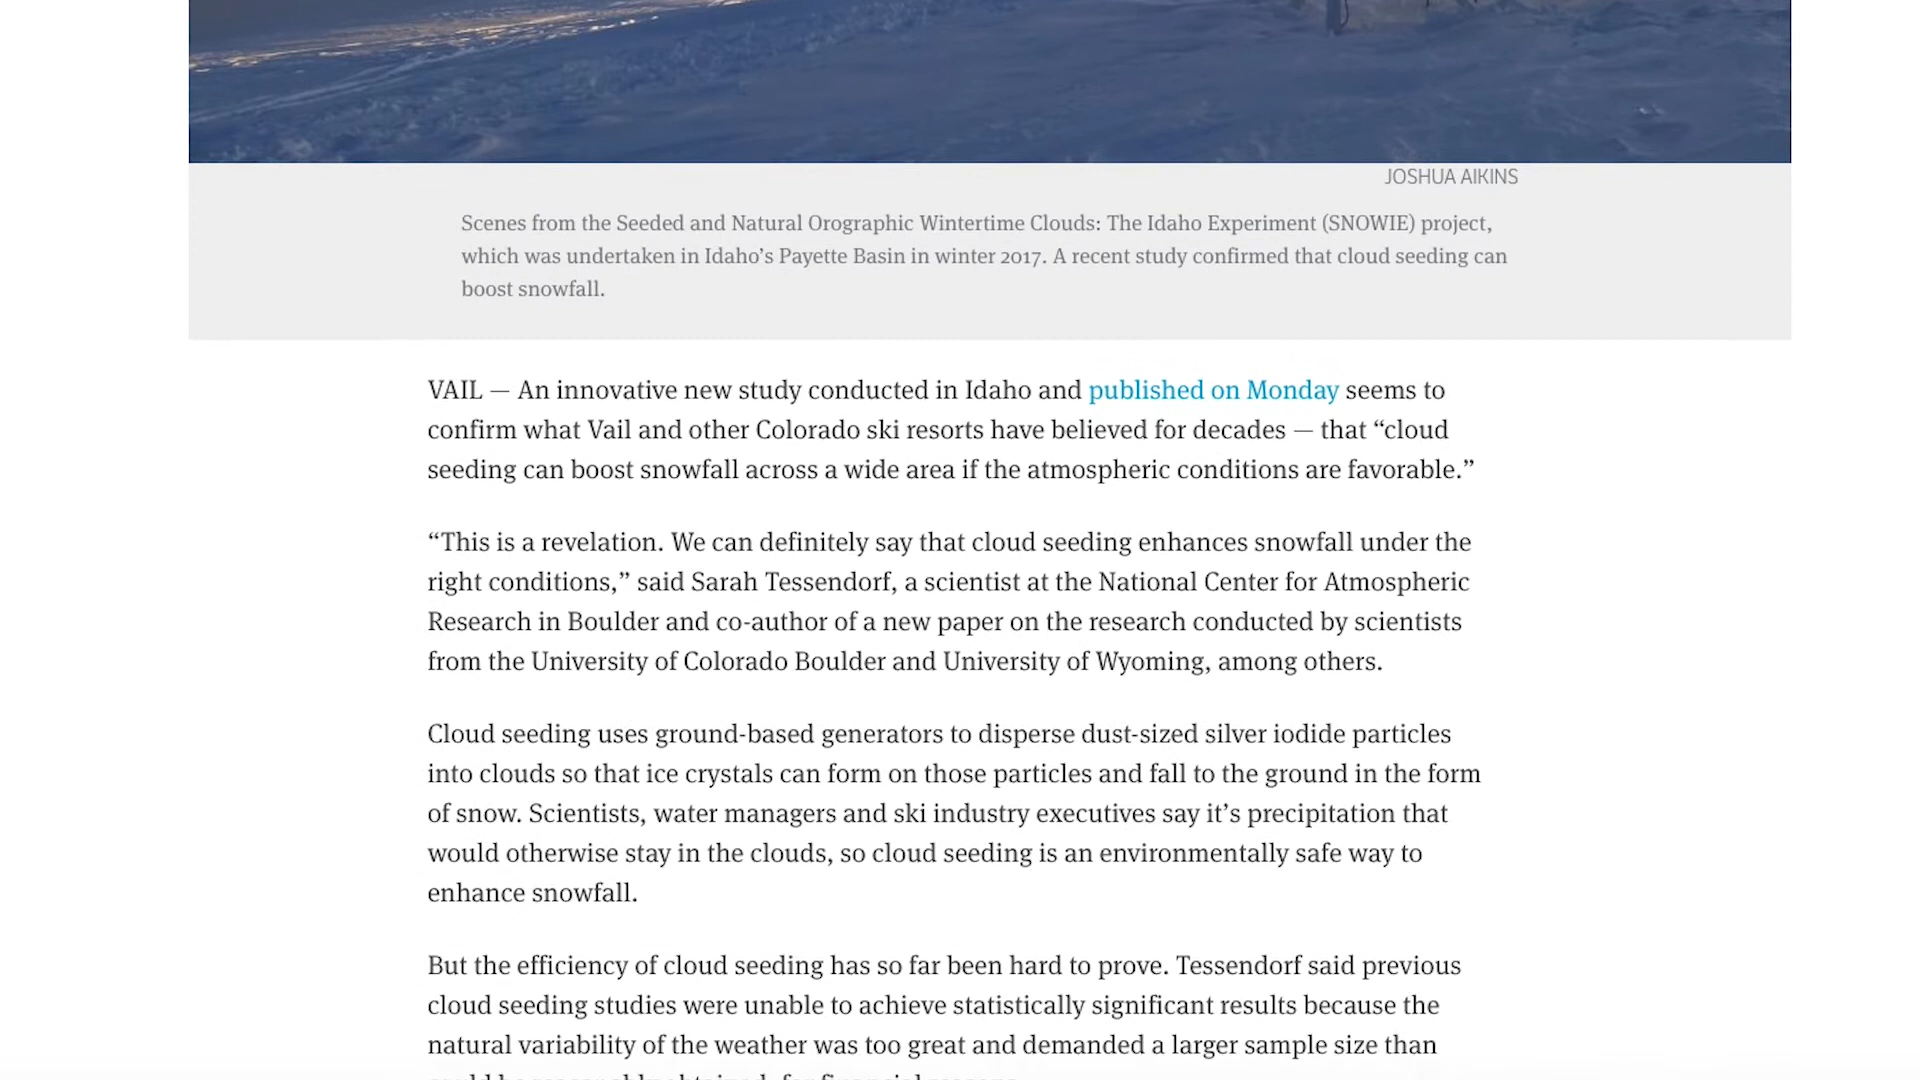 JOSHUA AIKINS
Scenes from the Seeded and Natural Orographic Wintertime Clouds: The Idaho Experiment (SNOWIE) project,
which was undertaken in Idaho’s Payette Basin in winter 2017. A recent study confirmed that cloud seeding can
boost snowfall.
VAIL — An innovative new study conducted in Idaho and published on Monday seems to
confirm what Vail and other Colorado ski resorts have believed for decades — that “cloud
seeding can boost snowfall across a wide area if the atmospheric conditions are favorable.”
“This is a revelation. We can definitely say that cloud seeding enhances snowfall under the
right conditions,” said Sarah Tessendorf, a scientist at the National Center for Atmospheric
Research in Boulder and co-author of a new paper on the research conducted by scientists
from the University of Colorado Boulder and University of Wyoming, among others.
Cloud seeding uses ground-based generators to disperse dust-sized silver iodide particles
into clouds so that ice crystals can form on those particles and fall to the ground in the form
of snow. Scientists, water managers and ski industry executives say it’s precipitation that
would otherwise stay in the clouds, so cloud seeding is an environmentally safe way to
enhance snowfall.
But the efficiency of cloud seeding has so far been hard to prove. Tessendorf said previous
cloud seeding studies were unable to achieve statistically significant results because the
natural variability of the weather was too great and demanded a larger sample size than